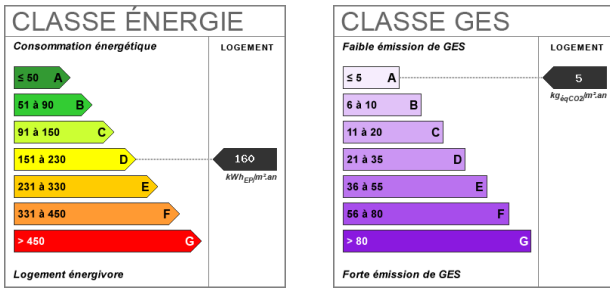 CLASSE ÉNERGIE
Consommation énergétique
LOGEMENT
≤ 50 A
51 à 90 B
91 à 150 C
151 à 230 D
160
kWhEP/m².an
231 à 330 E
331 à 450 F
> 450 G
Logement énergivore
CLASSE GES
Faible émission de GES
LOGEMENT
≤ 5 A
5
kgéqCO2/m².an
6 à 10 B
11 à 20 C
21 à 35 D
36 à 55 E
56 à 80 F
> 80 G
Forte émission de GES